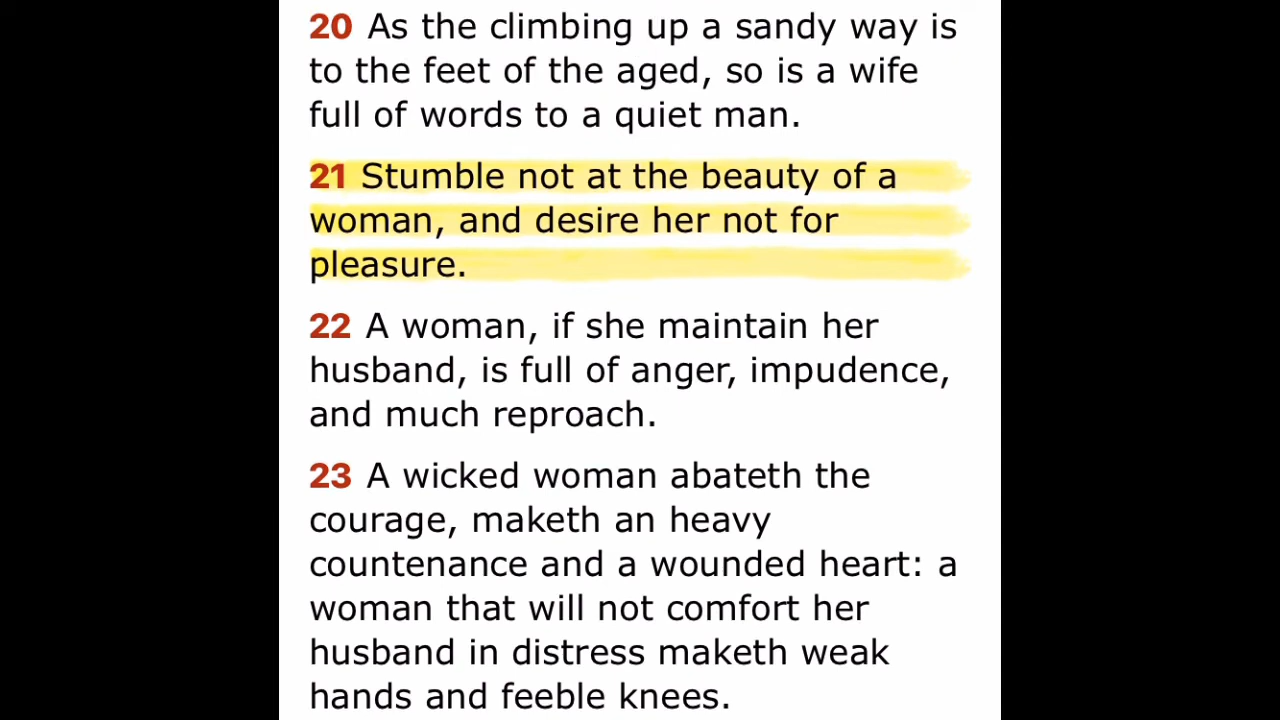 20 As the climbing up a sandy way is
to the feet of the aged, so is a wife
full of words to a quiet man.
21 Stumble not at the beauty of a
woman, and desire her not for
pleasure.
22 A woman, if she maintain her
husband, is full of anger, impudence,
and much reproach.
23 A wicked woman abateth the
courage, maketh an heavy
countenance and a wounded heart: a
woman that will not comfort her
husband in distress maketh weak
hands and feeble knees.